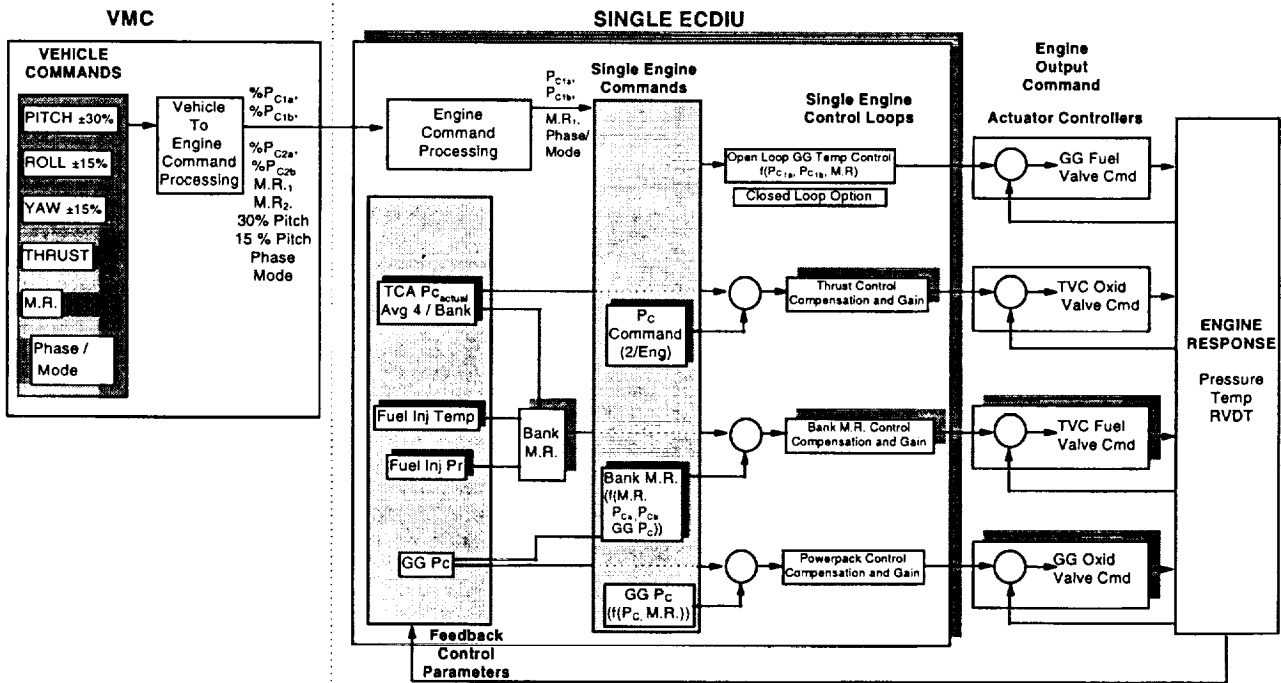 VMC
SINGLE ECDIU
VEHICLE
COMMANDS
PITCH ±30%
ROLL ±15%
YAW ±15%
THRUST
M.R.
Phase /
Mode
Vehicle
To
Engine
Command
Processing
%PC1a,
%PC1b,
%PC2a,
%PC2b
M.R.1
M.R.2.
30% Pitch
15 % Pitch
Phase
Mode
Engine
Command
Processing
PC1a,
PC1b,
M.R.1.
Phase/
Mode
Single Engine
Commands
Single Engine
Control Loops
Engine
Output
Command
Actuator Controllers
Open Loop GG Temp Control
f(PC1a, PC1b, M.R)
Closed Loop Option
GG Fuel
Valve Cmd
TCA Pcactual
Avg 4 / Bank
PC
Command
(2/Eng)
Thrust Control
Compensation and Gain
TVC Oxid
Valve Cmd
ENGINE
RESPONSE
Pressure
Temp
RVDT
Fuel Inj Temp
Fuel Inj Pr
Bank
M.R.
Bank M.R.
(f(M.R.
PCa, PCa
GG PC))
Bank M.R. Control
Compensation and Gain
TVC Fuel
Valve Cmd
GG Pc
GG PC
(f(PC, M.R.))
Powerpack Control
Compensation and Gain
GG Oxid
Valve Cmd
Feedback
Control
Parameters